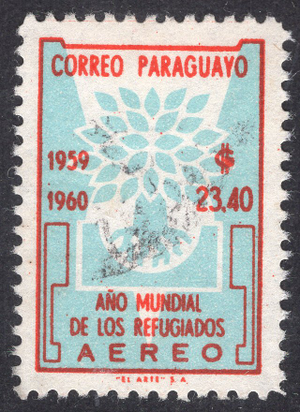 CORREO PARAGUAYO
1959
1960
₲
23,40
AÑO MUNDIAL
DE LOS REFUGIADOS
AEREO
"EL ARTE" S. A.